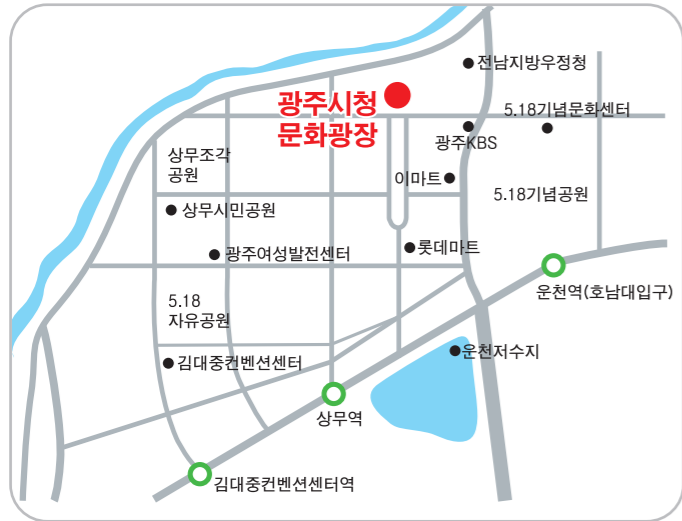 전남지방우정청
광주시청
문화광장
5.18기념문화센터
광주KBS
상무조각
공원
이마트
5.18기념공원
상무시민공원
광주여성발전센터
롯데마트
운천역(호남대입구)
5.18
자유공원
운천저수지
김대중컨벤션센터
상무역
김대중컨벤션센터역